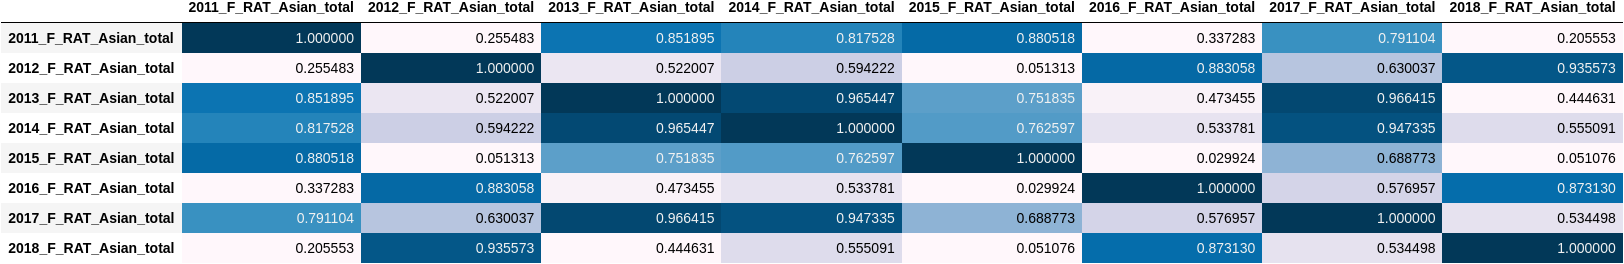 2011_F_RAT_Asian_total 2012_F_RAT_Asian_total 2013_F_RAT_Asian_total 2014_F_RAT_Asian_total 2015_F_RAT_Asian_total 2016_F_RAT_Asian_total 2017_F_RAT_Asian_total 2018_F_RAT_Asian_total
2011_F_RAT_Asian_total 1.000000 0.255483 0.851895 0.817528 0.880518 0.337283 0.791104 0.205553
2012_F_RAT_Asian_total 0.255483 1.000000 0.522007 0.594222 0.051313 0.883058 0.630037 0.935573
2013_F_RAT_Asian_total 0.851895 0.522007 1.000000 0.965447 0.751835 0.473455 0.966415 0.444631
2014_F_RAT_Asian_total 0.817528 0.594222 0.965447 1.000000 0.762597 0.533781 0.947335 0.555091
2015_F_RAT_Asian_total 0.880518 0.051313 0.751835 0.762597 1.000000 0.029924 0.688773 0.051076
2016_F_RAT_Asian_total 0.337283 0.883058 0.473455 0.533781 0.029924 1.000000 0.576957 0.873130
2017_F_RAT_Asian_total 0.791104 0.630037 0.966415 0.947335 0.688773 0.576957 1.000000 0.534498
2018_F_RAT_Asian_total 0.205553 0.935573 0.444631 0.555091 0.051076 0.873130 0.534498 1.000000